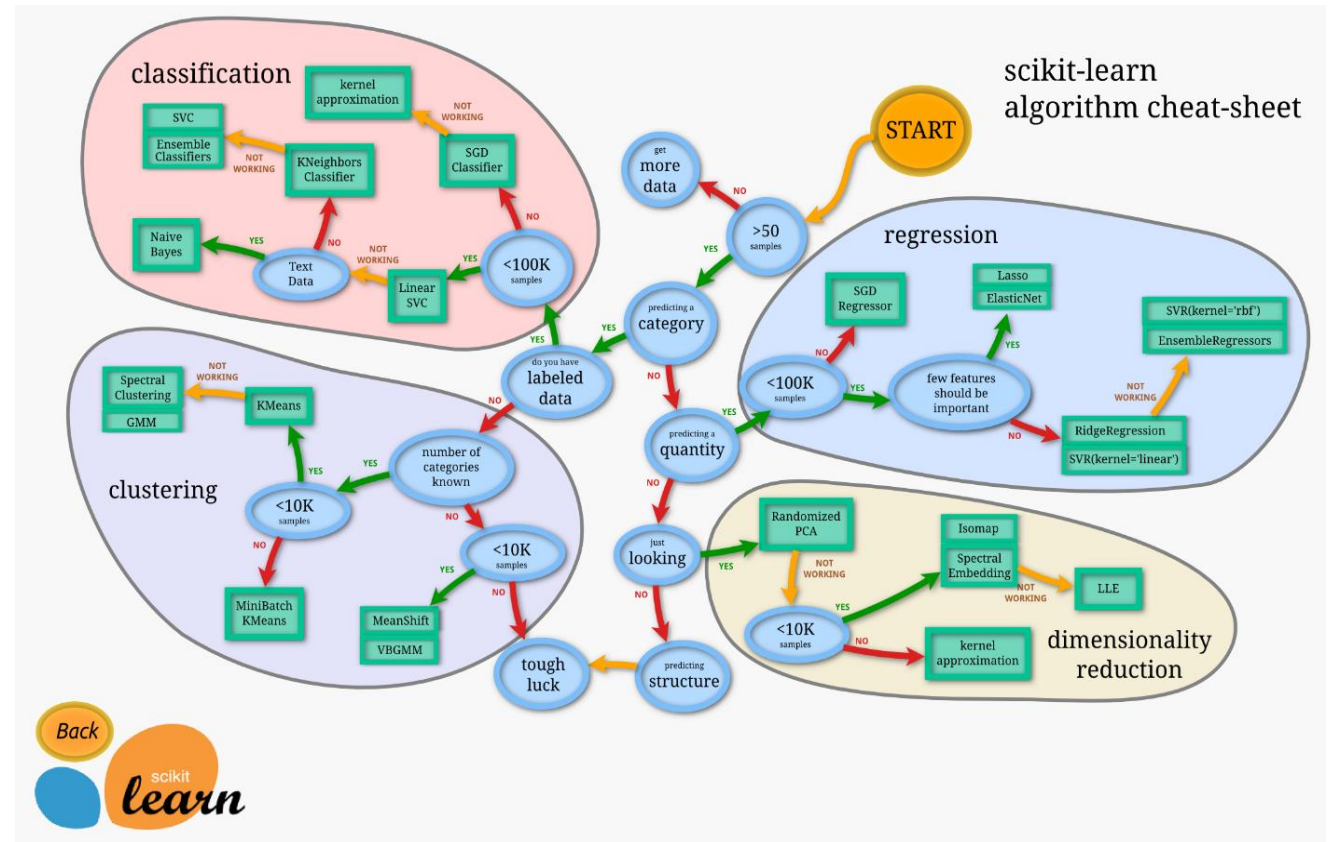 scikit-learn
algorithm cheat-sheet
START
get
more
data
NO
>50
samples
YES
predicting a
category
YES
NO
do you have
labeled
data
YES
NO
predicting a
quantity
YES
NO
just
looking
YES
NO
predicting
structure
tough
luck
classification
kernel
approximation
NOT
WORKING
SGD
Classifier
NO
<100K
samples
YES
Linear
SVC
NOT
WORKING
Text
Data
YES
Naive
Bayes
NO
KNeighbors
Classifier
NOT
WORKING
SVC
Ensemble
Classifiers
regression
<100K
samples
NO
SGD
Regressor
YES
few features
should be
important
YES
Lasso
ElasticNet
NO
RidgeRegression
SVR(kernel='linear')
NOT
WORKING
SVR(kernel='rbf')
EnsembleRegressors
clustering
number of
categories
known
YES
<10K
samples
YES
KMeans
NOT
WORKING
Spectral
Clustering
GMM
NO
MiniBatch
KMeans
NO
<10K
samples
YES
MeanShift
VBGMM
NO
dimensionality
reduction
Randomized
PCA
NOT
WORKING
<10K
samples
YES
Isomap
Spectral
Embedding
NOT
WORKING
LLE
NO
kernel
approximation
Back
scikit
learn